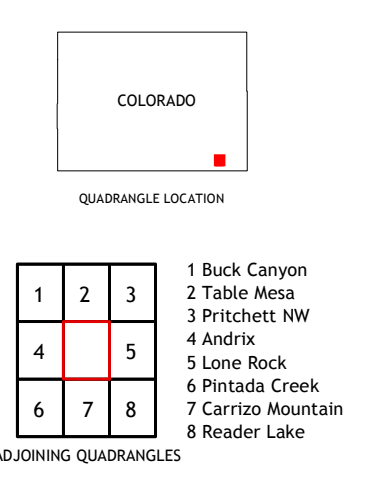 COLORADO
QUADRANGLE LOCATION
1 2 3
4 5
6 7 8
1 Buck Canyon
2 Table Mesa
3 Pritchett NW
4 Andrix
5 Lone Rock
6 Pintada Creek
7 Carrizo Mountain
8 Reader Lake
ADJOINING QUADRANGLES